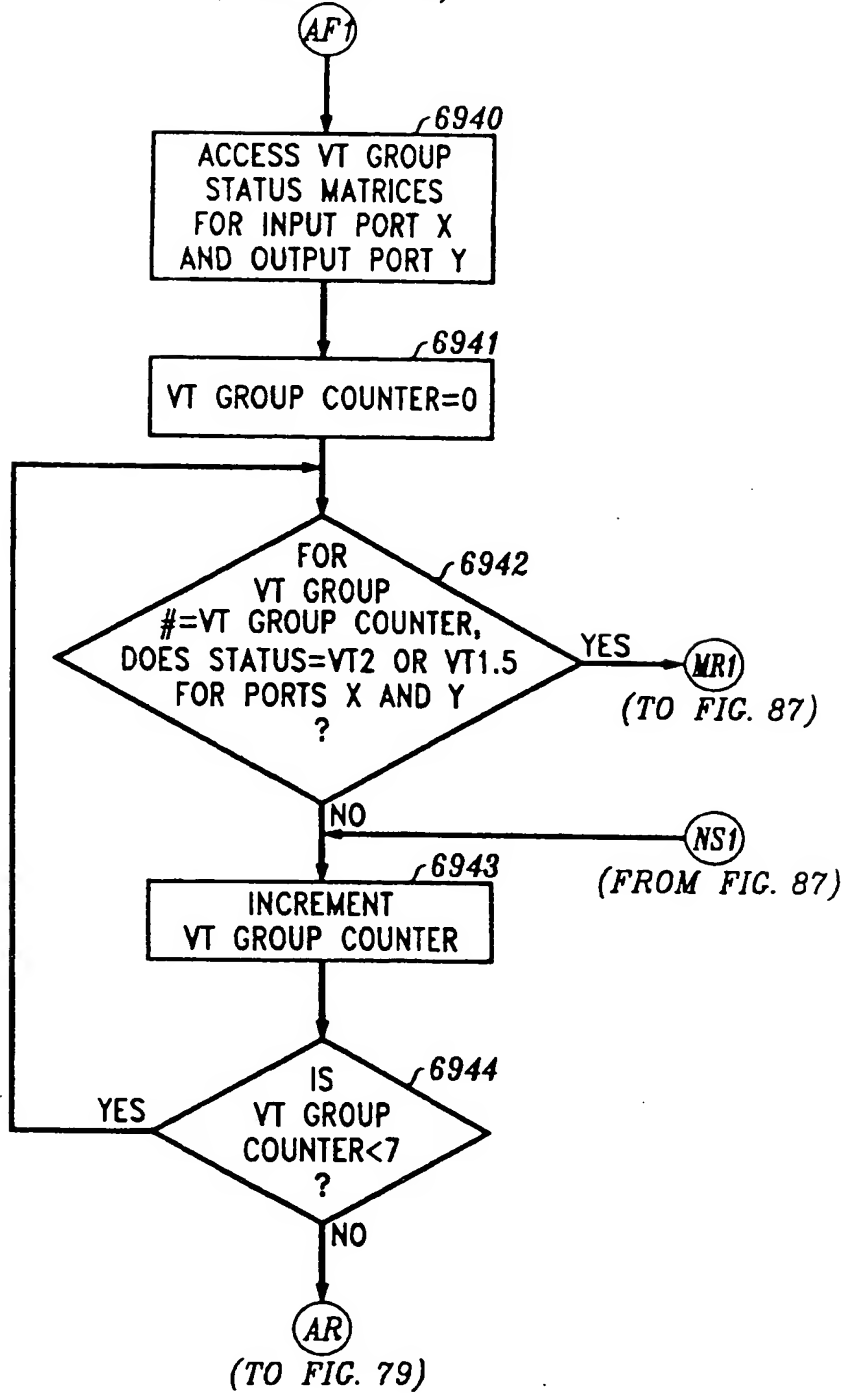 AF1
6940
ACCESS VT GROUP
STATUS MATRICES
FOR INPUT PORT X
AND OUTPUT PORT Y
6941
VT GROUP COUNTER=0
6942
FOR
VT GROUP
#=VT GROUP COUNTER,
DOES STATUS=VT2 OR VT1.5
FOR PORTS X AND Y
?
YES
MR1
(TO FIG. 87)
NO
NS1
(FROM FIG. 87)
6943
INCREMENT
VT GROUP COUNTER
6944
IS
VT GROUP
COUNTER<7
?
YES
NO
AR
(TO FIG. 79)